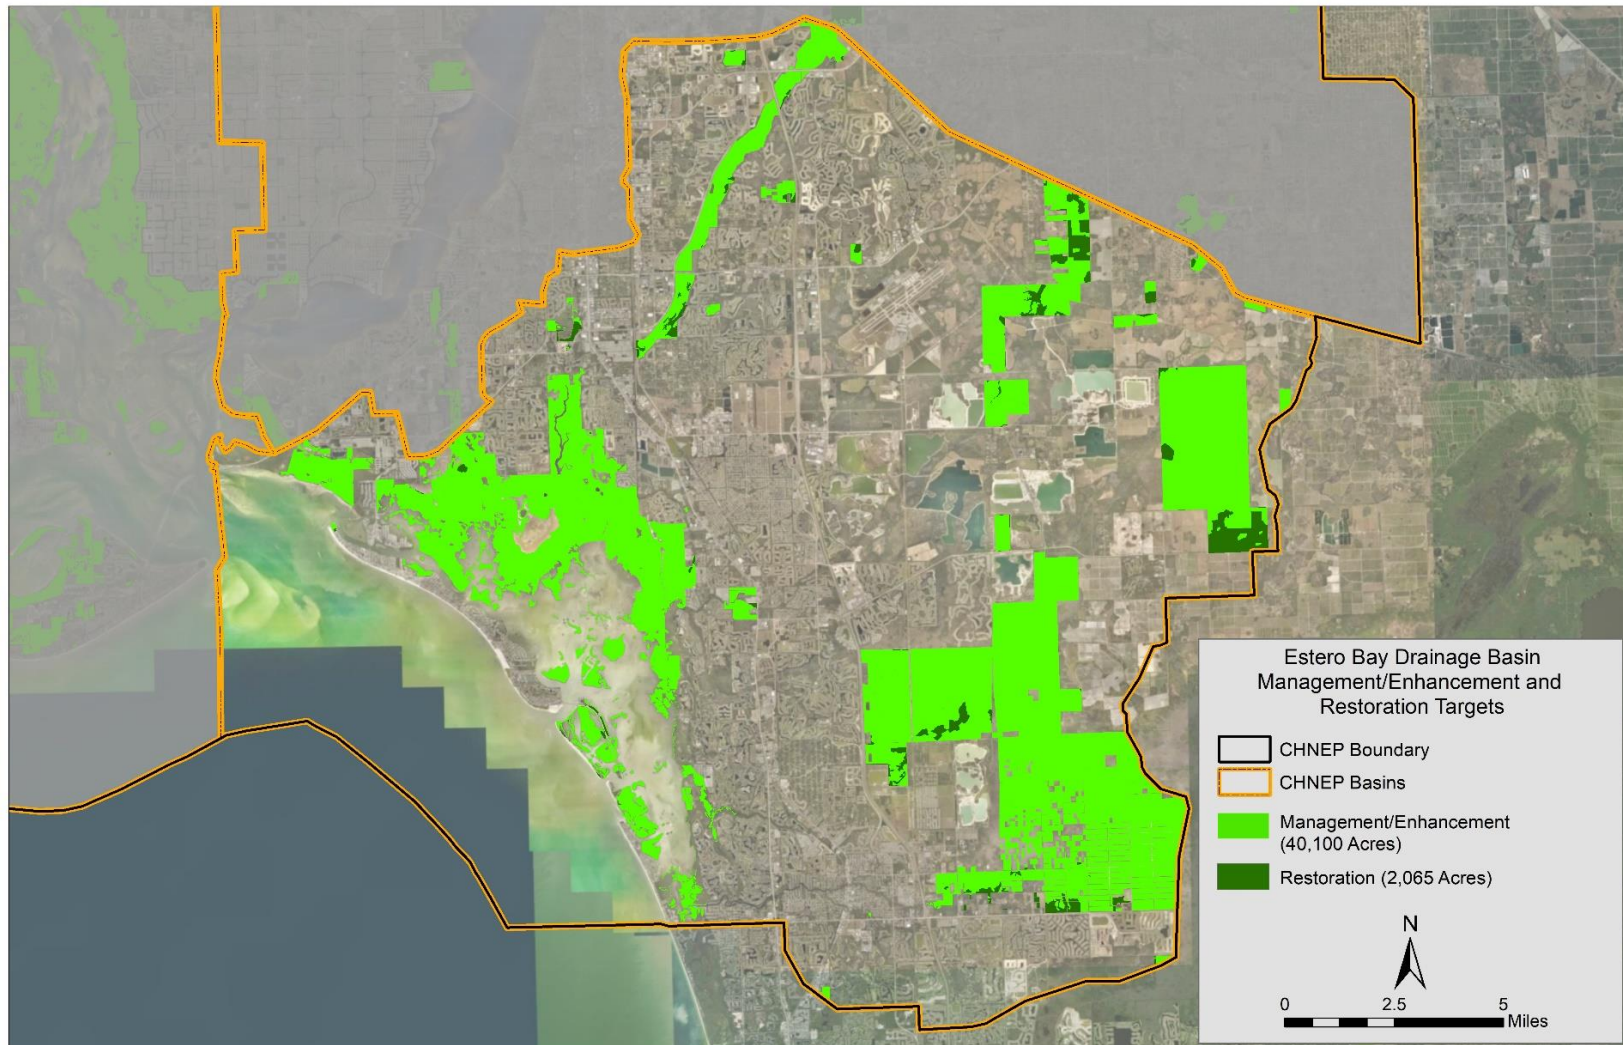 Estero Bay Drainage Basin
Management/Enhancement and
Restoration Targets
CHNEP Boundary
CHNEP Basins
Management/Enhancement
(40,100 Acres)
Restoration (2,065 Acres)
N
0 2.5 5
Miles